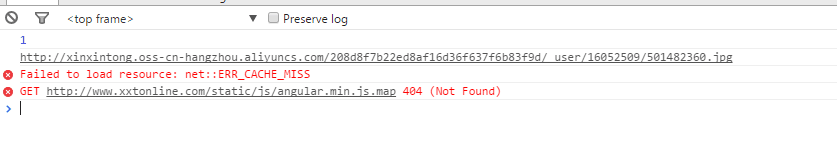 <top frame> Preserve log
1
http://xinxintong.oss-cn-hangzhou.aliyuncs.com/208d8f7b22ed8af16d36f637f6b83f9d/_user/16052509/501482360.jpg
Failed to load resource: net::ERR_CACHE_MISS
GET http://www.xxtonline.com/static/js/angular.min.js.map 404 (Not Found)
>